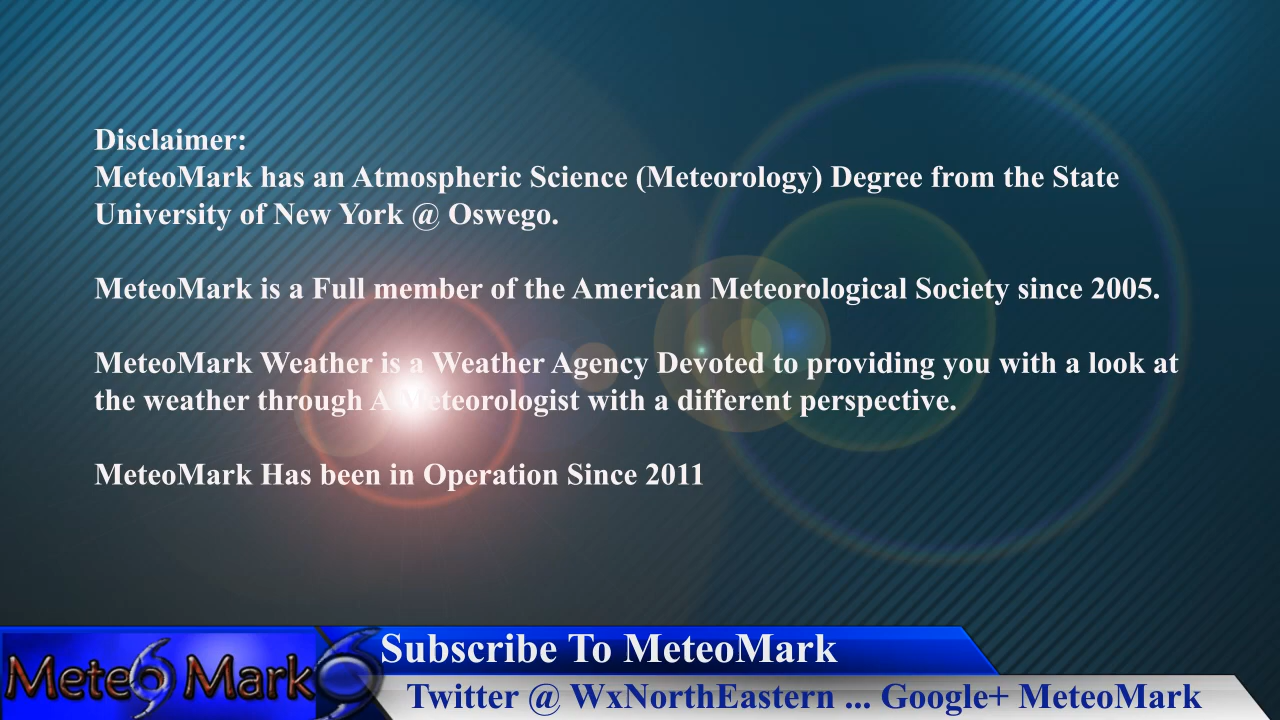 Disclaimer:
MeteoMark has an Atmospheric Science (Meteorology) Degree from the State
University of New York @ Oswego.
MeteoMark is a Full member of the American Meteorological Society since 2005.
MeteoMark Weather is a Weather Agency Devoted to providing you with a look at
the weather through A Meteorologist with a different perspective.
MeteoMark Has been in Operation Since 2011
Subscribe To MeteoMark
Meteo Mark
Twitter @ WxNorthEastern ... Google+ MeteoMark